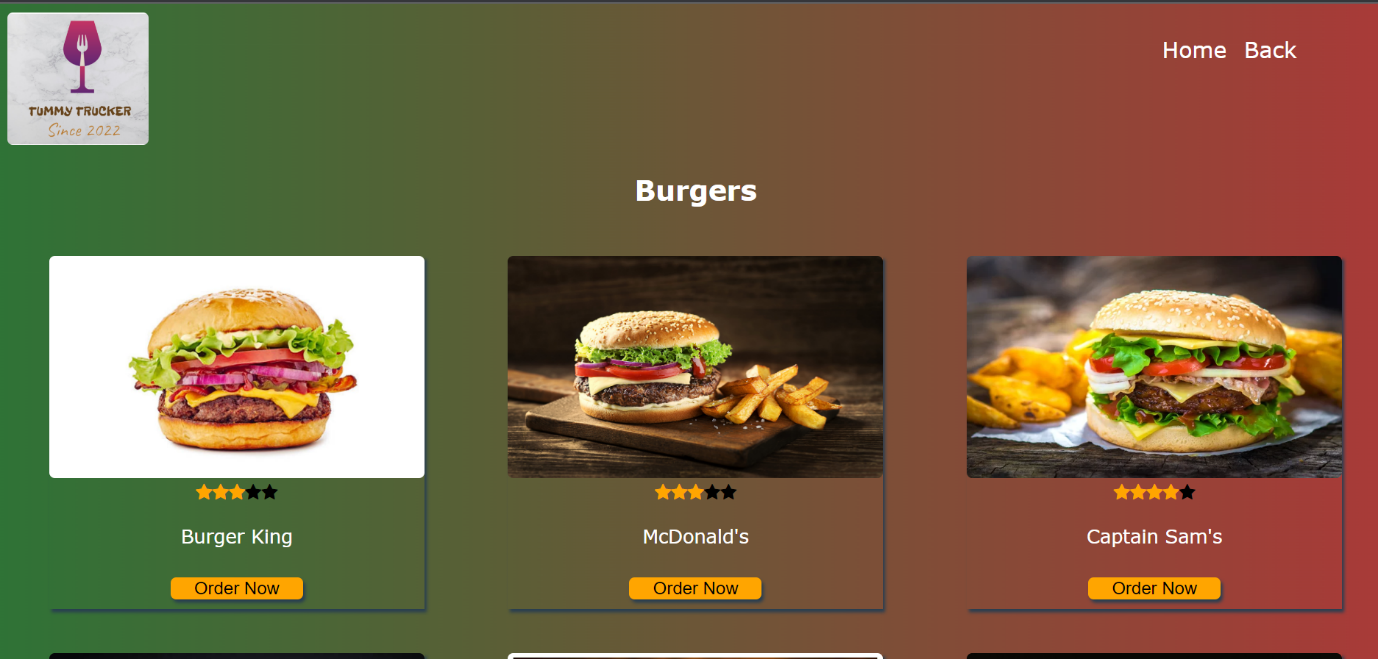 TUMMY TRUCKER
Since 2022
Home Back
Burgers
Burger King
McDonald's
Captain Sam's
Order Now
Order Now
Order Now